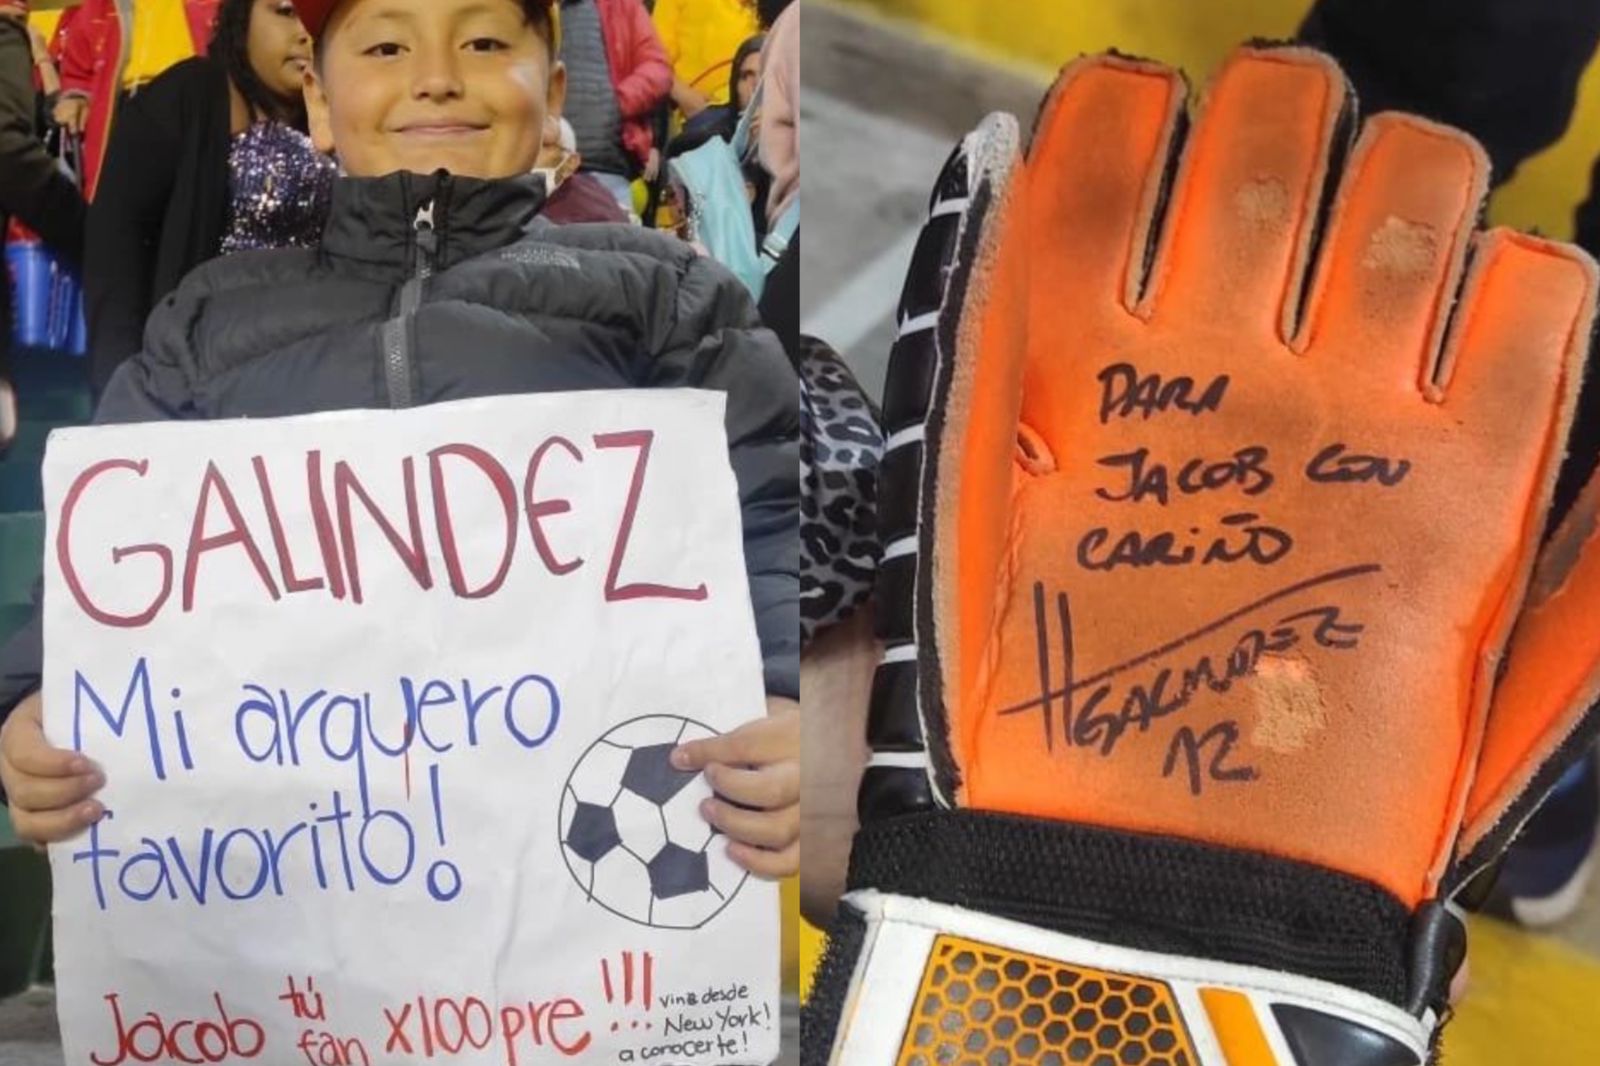 GALINDEZ
Mi arquero
favorito!
Jacob tú fan x100pre !!!...
vine desde
New York!
a conocerte!
PARA
JACOB CON
CARIÑO
12